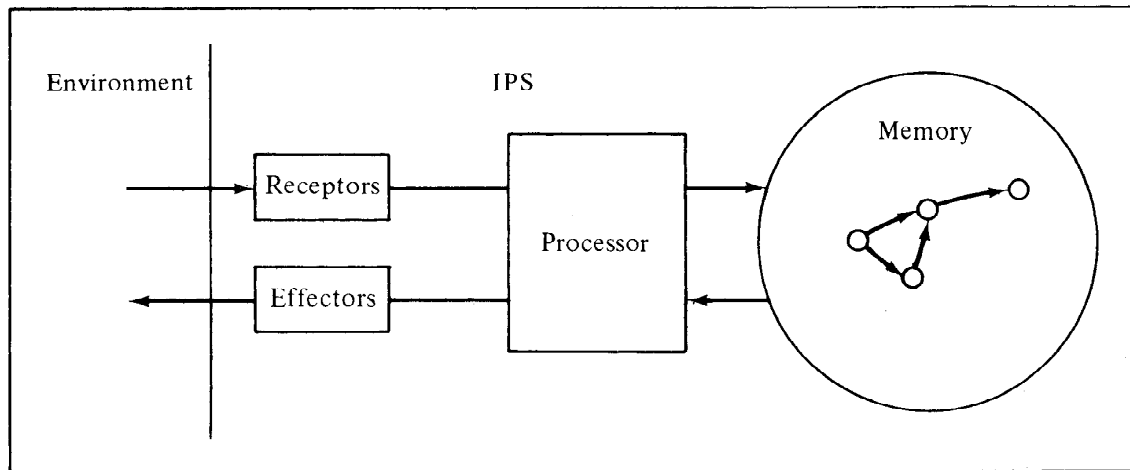 Environment
IPS
Memory
Receptors
Processor
Effectors